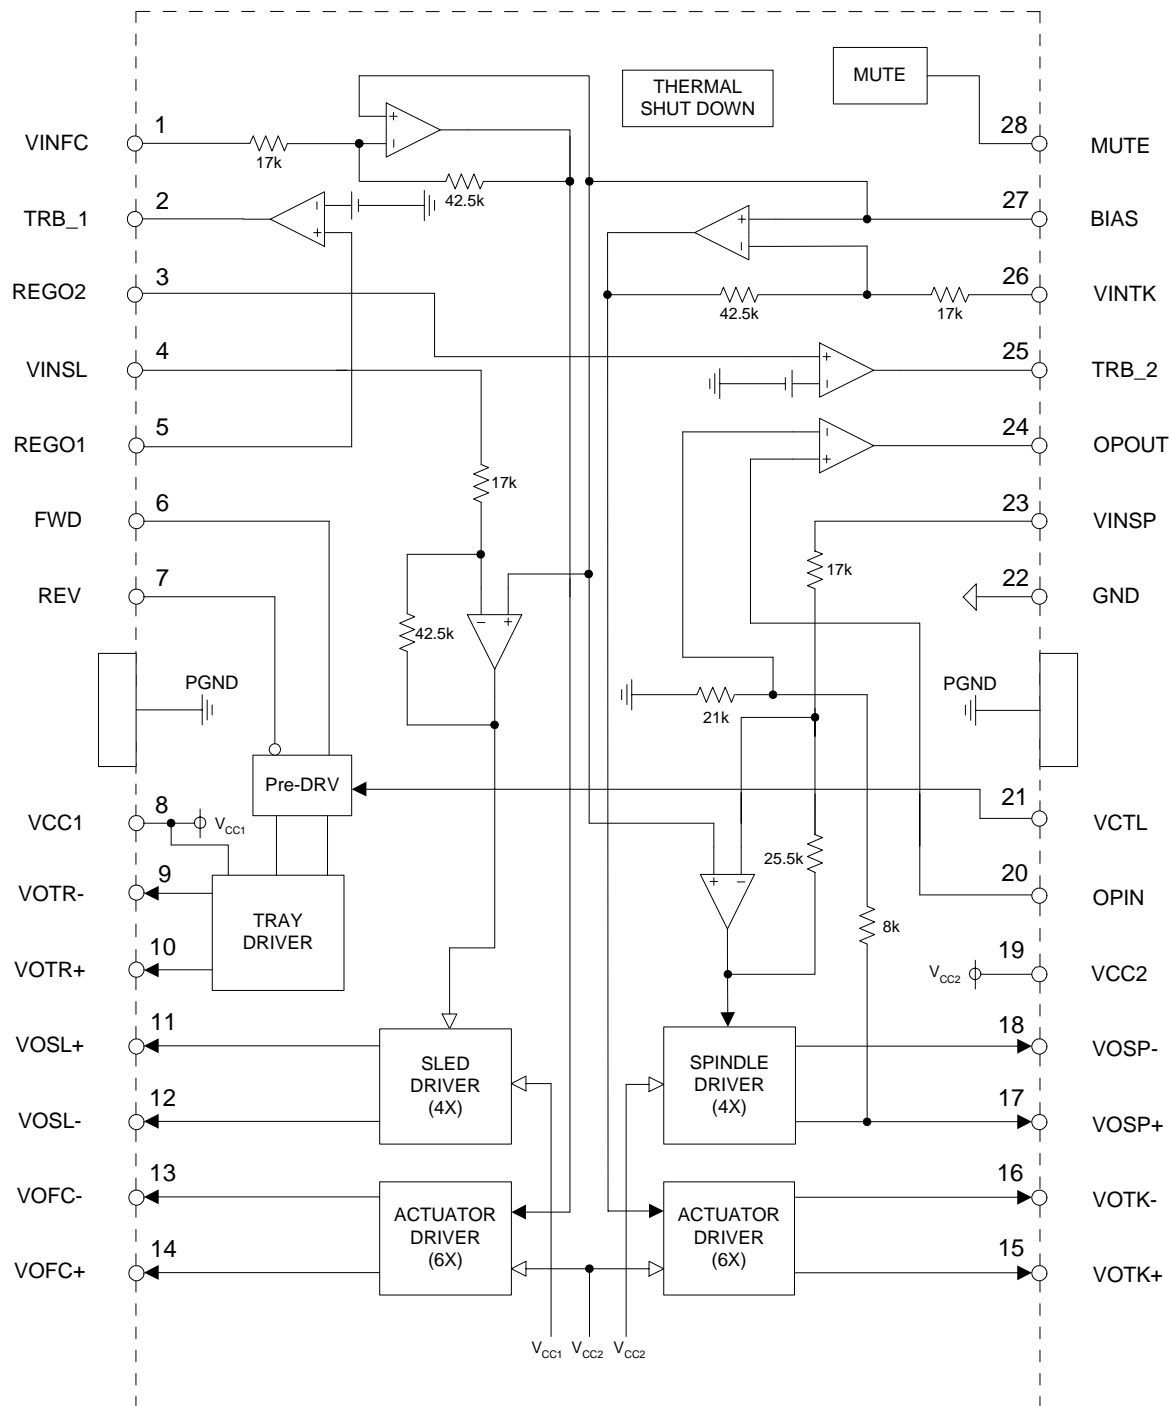 THERMAL
SHUT DOWN
MUTE
VINFC
1
17k
42.5k
28
MUTE
TRB_1
2
27
BIAS
REGO2
3
42.5k
17k
26
VINTK
VINSL
4
25
TRB_2
REGO1
5
24
OPOUT
17k
FWD
6
23
VINSP
17k
REV
7
22
GND
42.5k
PGND
21k
PGND
Pre-DRV
VCC1
8
VCC1
21
VCTL
25.5k
VOTR-
9
TRAY
DRIVER
20
OPIN
8k
VOTR+
10
19
VCC2
VCC2
VOSL+
11
SLED
DRIVER
(4X)
SPINDLE
DRIVER
(4X)
18
VOSP-
VOSL-
12
17
VOSP+
VOFC-
13
ACTUATOR
DRIVER
(6X)
ACTUATOR
DRIVER
(6X)
16
VOTK-
VOFC+
14
15
VOTK+
VCC1
VCC2
VCC2